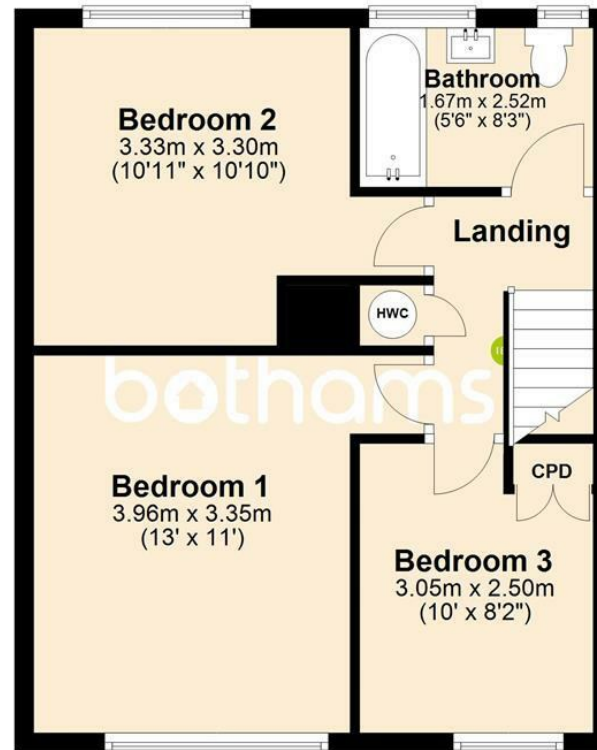 Bathroom
1.67m x 2.52m
(5'6" x 8'3")
Bedroom 2
3.33m x 3.30m
(10'11" x 10'10")
Landing
HWC
bothams
Bedroom 1
3.96m x 3.35m
(13' x 11')
CPD
Bedroom 3
3.05m x 2.50m
(10' x 8'2")